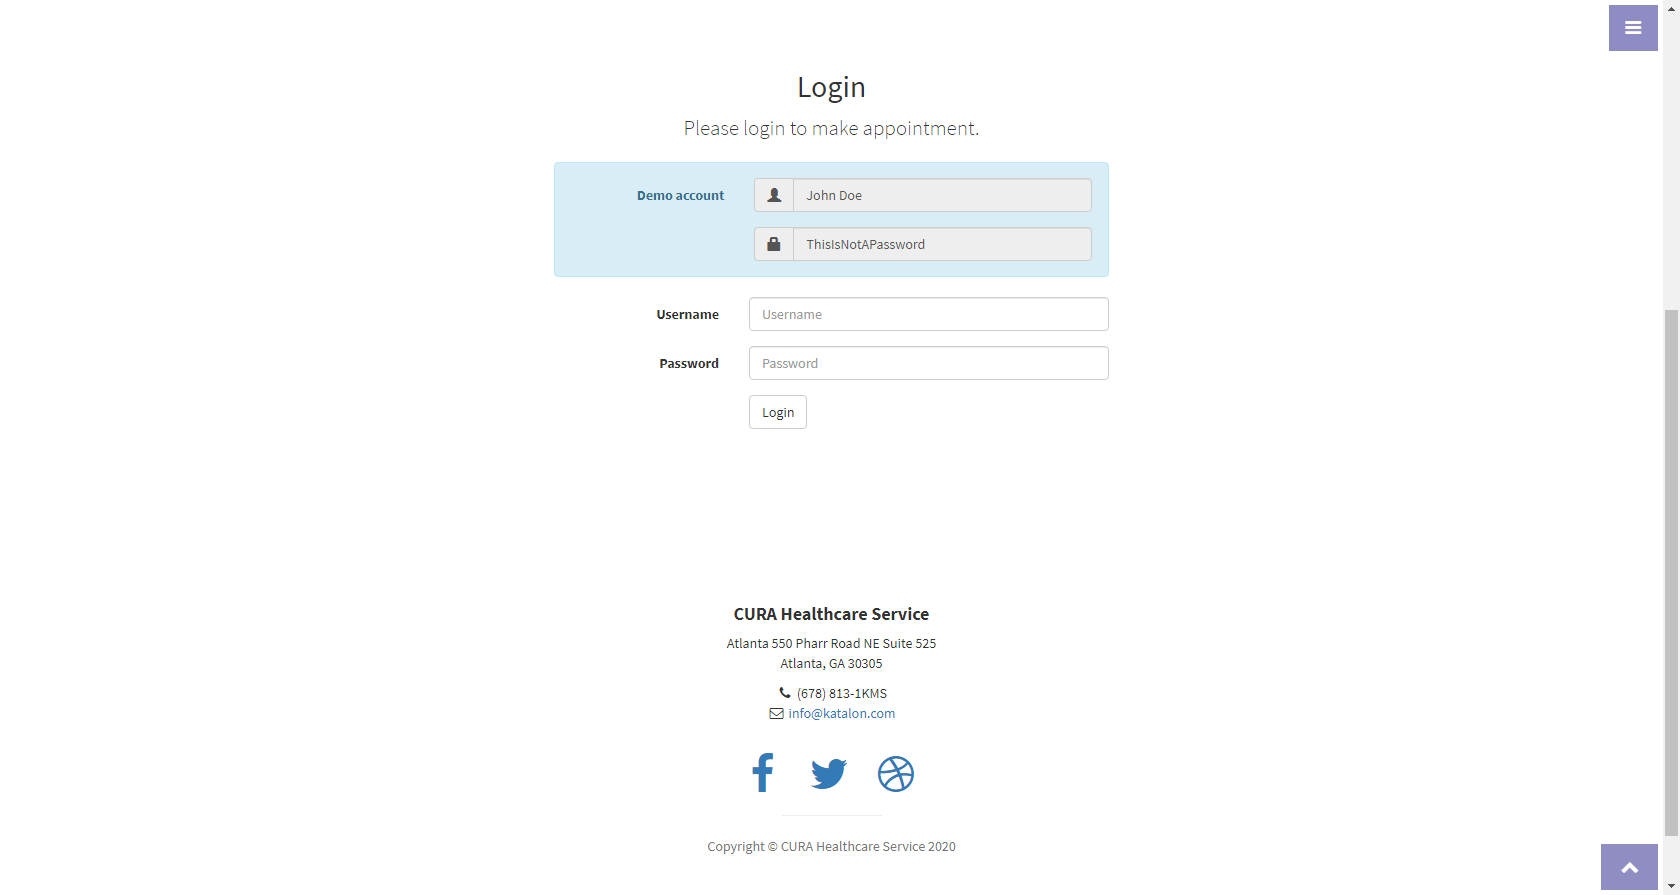 Login
Please login to make appointment.
Demo account
John Doe
ThisIsNotAPassword
Username
Username
Password
Password
Login
CURA Healthcare Service
Atlanta 550 Pharr Road NE Suite 525
Atlanta, GA 30305
(678) 813-1KMS
info@katalon.com
Copyright © CURA Healthcare Service 2020